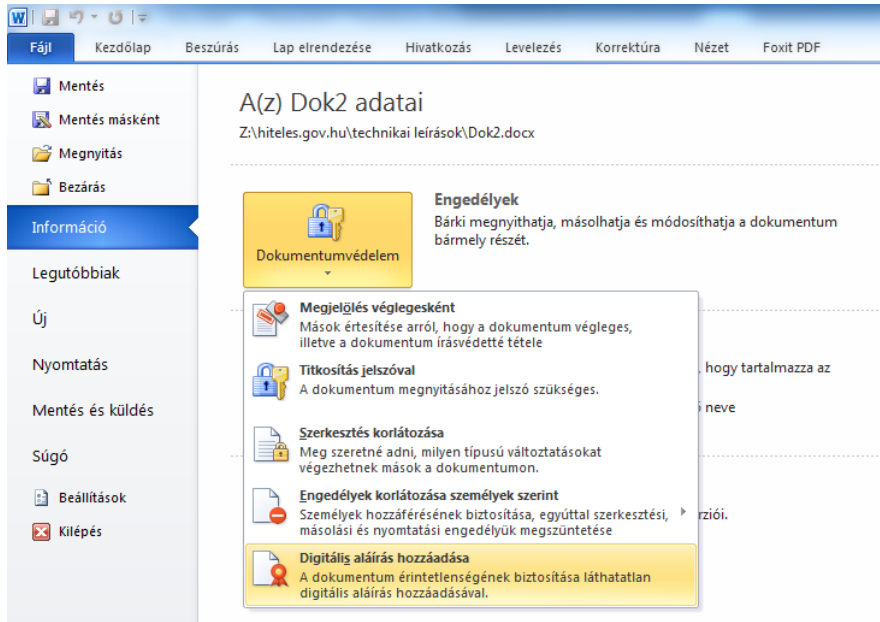 Fájl Kezdőlap Beszúrás Lap elrendezése Hivatkozás Levelezés Korrektúra Nézet Foxit PDF
Mentés
Mentés másként
Megnyitás
Bezárás
Információ
Legutóbbiak
Új
Nyomtatás
Mentés és küldés
Súgó
Beállítások
Kilépés
A(z) Dok2 adatai
Z:\hiteles.gov.hu\technikai leírások\Dok2.docx
Dokumentumvédelem
Engedélyek
Bárki megnyithatja, másolhatja és módosíthatja a dokumentum
bármely részét.
Megjelölés véglegesként
Mások értesítése arról, hogy a dokumentum végleges,
illetve a dokumentum írásvédetté tétele
Titkosítás jelszóval
A dokumentum megnyitásához jelszó szükséges.
Szerkesztés korlátozása
Meg szeretné adni, milyen típusú változtatásokat
végezhetnek mások a dokumentumon.
Engedélyek korlátozása személyek szerint
Személyek hozzáférésének biztosítása, egyúttal szerkesztési,
másolási és nyomtatási engedélyük megszüntetése
Digitális aláírás hozzáadása
A dokumentum érintetlenségének biztosítása láthatatlan
digitális aláírás hozzáadásával.
, hogy tartalmazza az
neve
rziói.